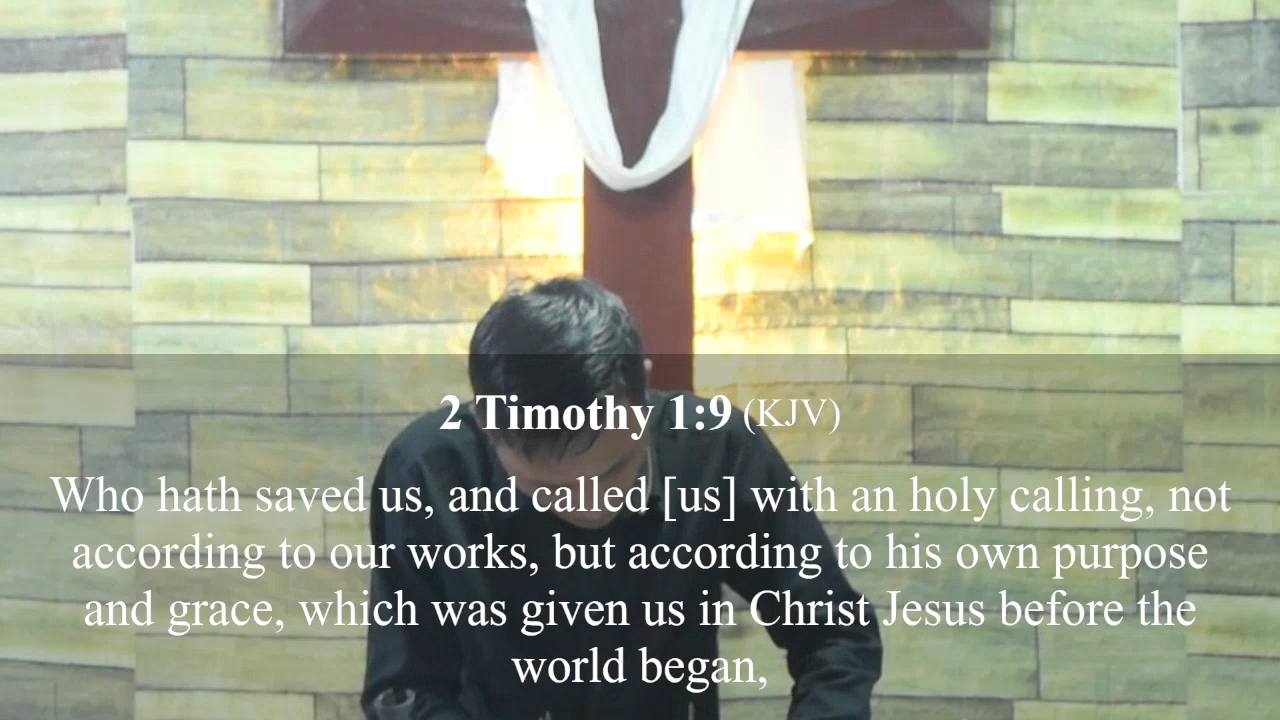 2 Timothy 1:9 (KJV)
Who hath saved us, and called [us] with an holy calling, not
according to our works, but according to his own purpose
and grace, which was given us in Christ Jesus before the
world began,